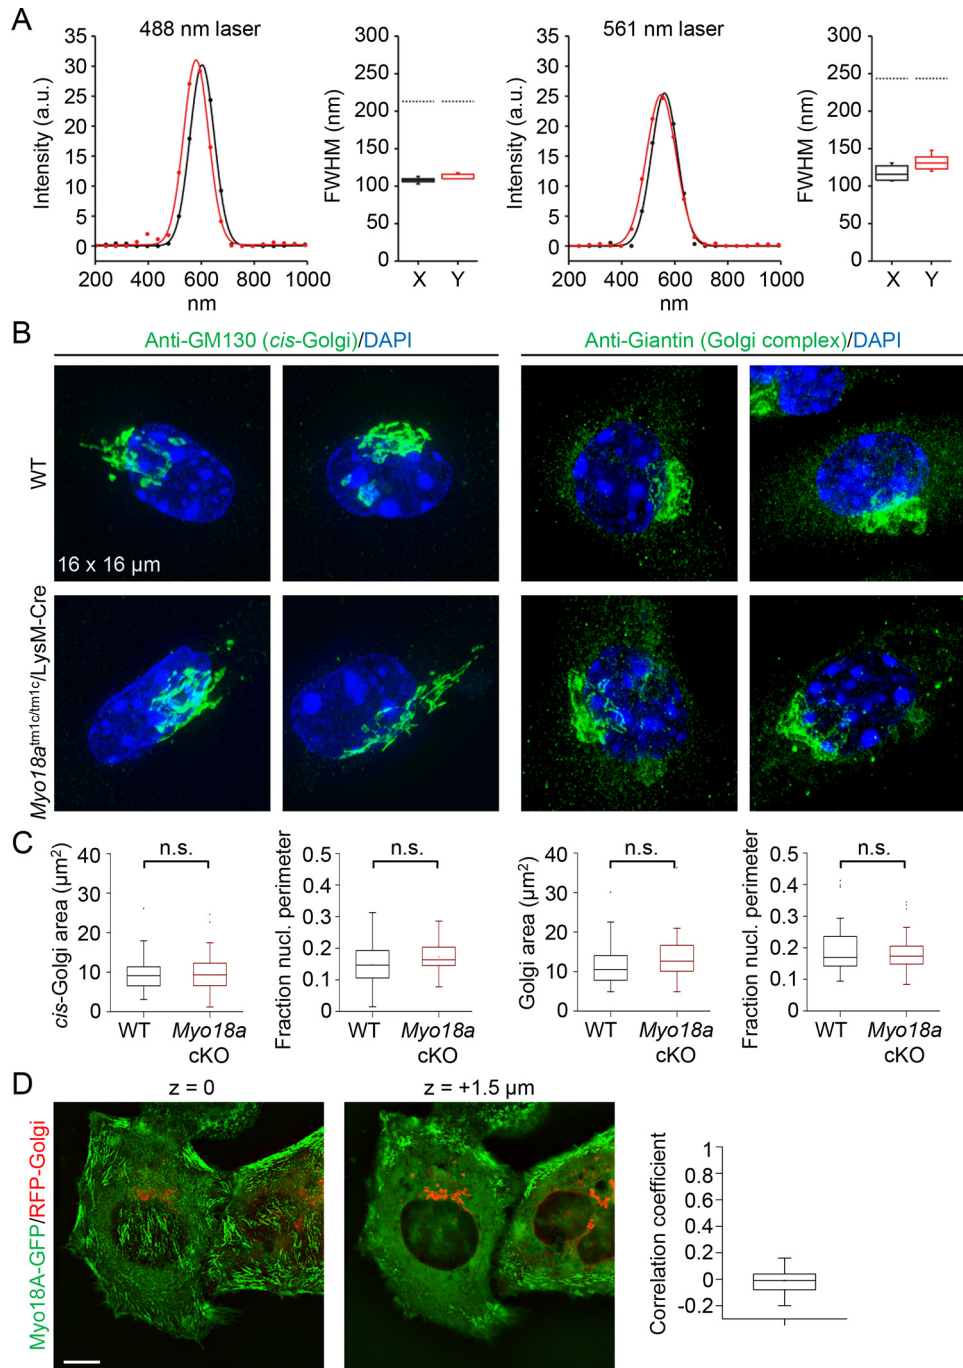 A
488 nm laser
Intensity (a.u.)
35
30
25
20
15
10
5
0
200 400 600 800 1000
nm
FWHM (nm)
300
250
200
150
100
50
0
X Y
561 nm laser
Intensity (a.u.)
35
30
25
20
15
10
5
0
200 400 600 800 1000
nm
FWHM (nm)
300
250
200
150
100
50
0
X Y
B
Anti-GM130 (cis-Golgi)/DAPI
Anti-Giantin (Golgi complex)/DAPI
WT
16 x 16 µm
Myo18a^tm1c/tm1c/LysM-Cre
C
cis-Golgi area (µm²)
40
30
20
10
0
n.s.
WT Myo18a
cKO
Fraction nucl. perimeter
0.5
0.4
0.3
0.2
0.1
0
n.s.
WT Myo18a
cKO
Golgi area (µm²)
40
30
20
10
0
n.s.
WT Myo18a
cKO
Fraction nucl. perimeter
0.5
0.4
0.3
0.2
0.1
0
n.s.
WT Myo18a
cKO
D
z = 0
z = +1.5 µm
Myo18A-GFP/RFP-Golgi
Correlation coefficient
1
0.8
0.6
0.4
0.2
0
-0.2